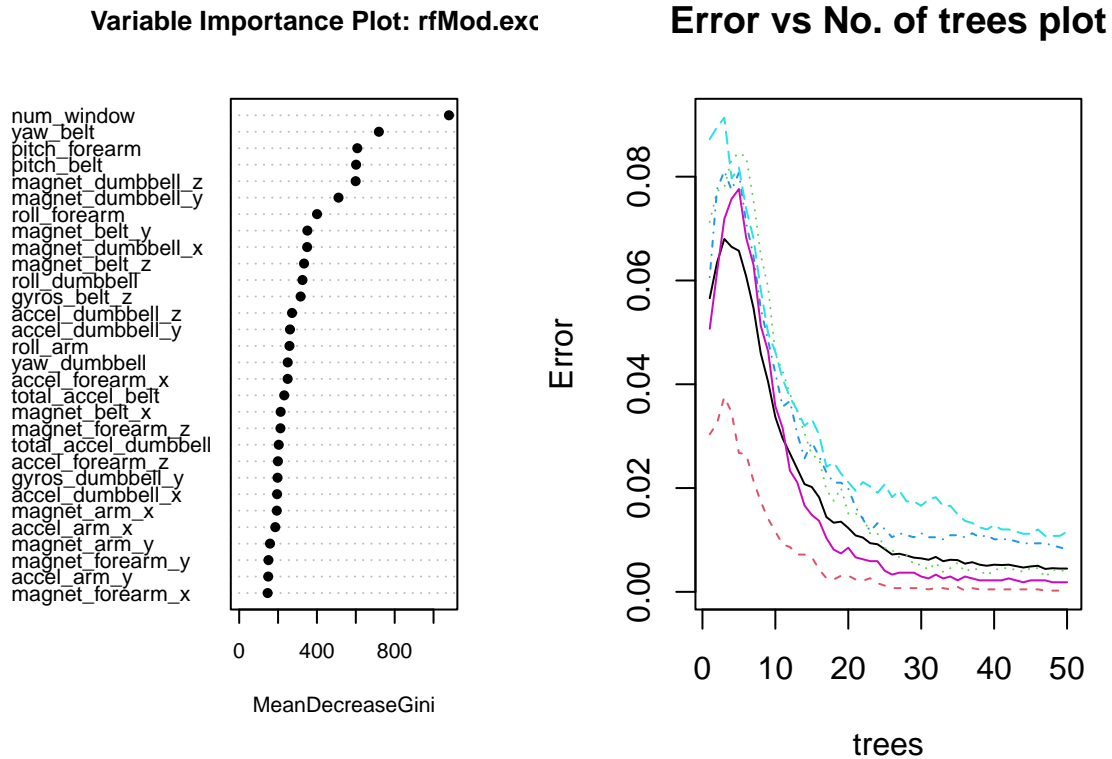 Variable Importance Plot: rfMod.exc
num_window
yaw_belt
pitch_forearm
pitch_belt
magnet_dumbbell_z
magnet_dumbbell_y
roll_forearm
magnet_belt_y
magnet_dumbbell_x
magnet_belt_z
roll_dumbbell
gyros_belt_z
accel_dumbbell_z
accel_dumbbell_y
roll_arm
yaw_dumbbell
accel_forearm_x
total_accel_belt
magnet_belt_x
magnet_forearm_z
total_accel_dumbbell
accel_forearm_z
gyros_dumbbell_y
accel_dumbbell_x
magnet_arm_x
accel_arm_x
magnet_arm_y
magnet_forearm_y
accel_arm_y
magnet_forearm_x
0 400 800
MeanDecreaseGini
Error vs No. of trees plot
0.08
0.06
0.04
0.02
0.00
Error
0 10 20 30 40 50
trees